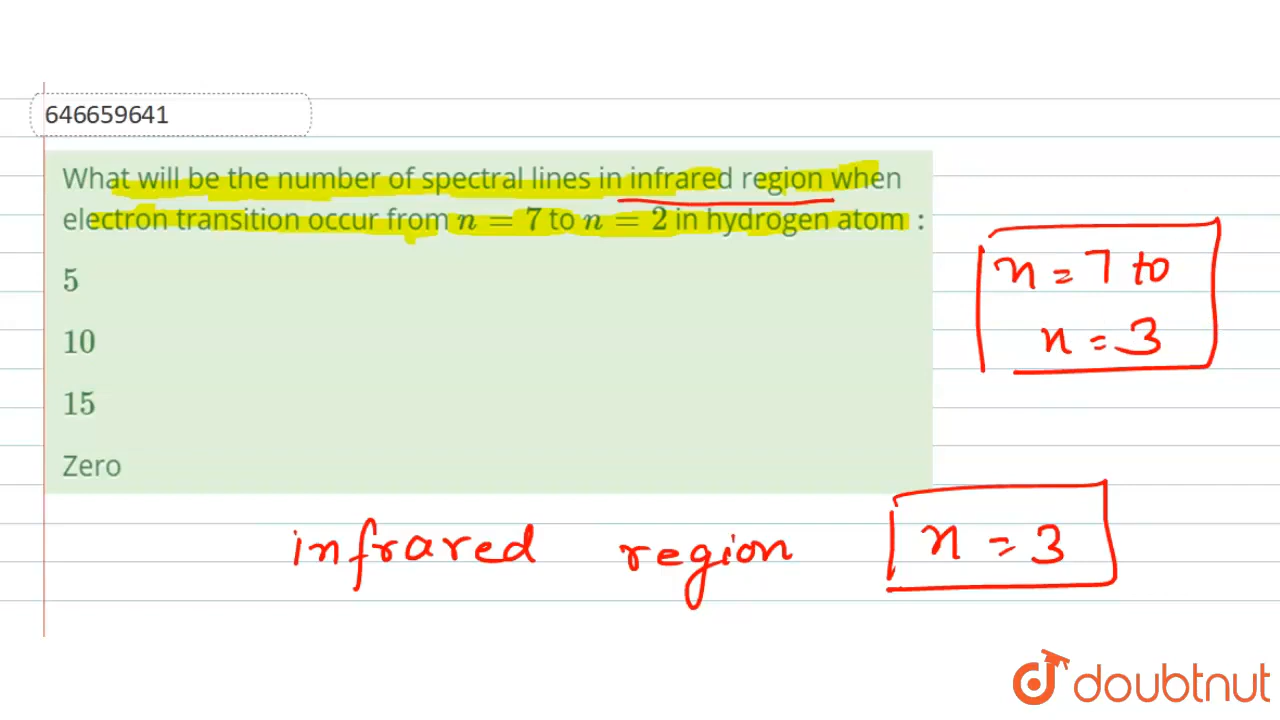 646659641
What will be the number of spectral lines in infrared region when
electron transition occur from n = 7 to n = 2 in hydrogen atom :
5
10
15
Zero
n = 7 to
n = 3
infrared region n = 3
doubtnut